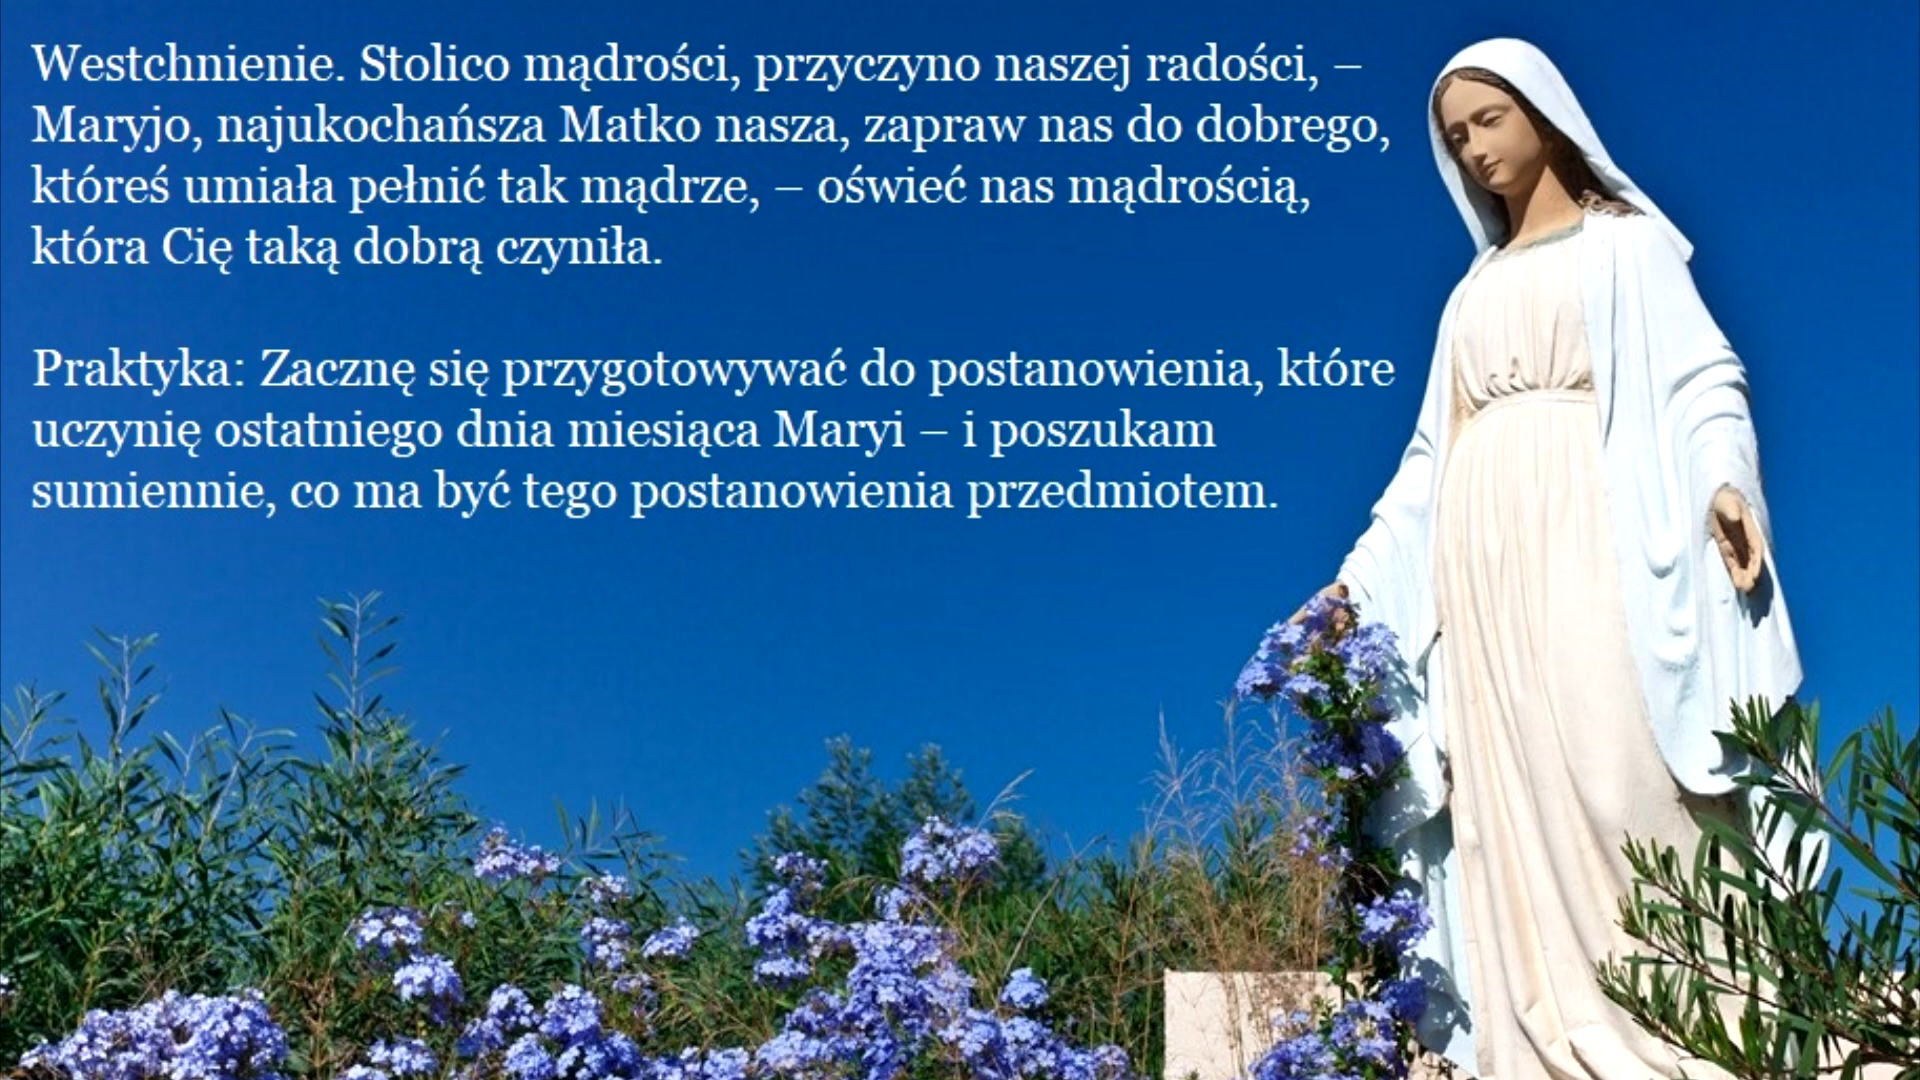 Westchnienie. Stolico mądrości, przyczyno naszej radości, –
Maryjo, najukochańsza Matko nasza, zapraw nas do dobrego,
któreś umiała pełnić tak mądrze, – oświeć nas mądrością,
która Cię taką dobrą czyniła.
Praktyka: Zacznę się przygotowywać do postanowienia, które
uczynię ostatniego dnia miesiąca Maryi – i poszukam
sumiennie, co ma być tego postanowienia przedmiotem.